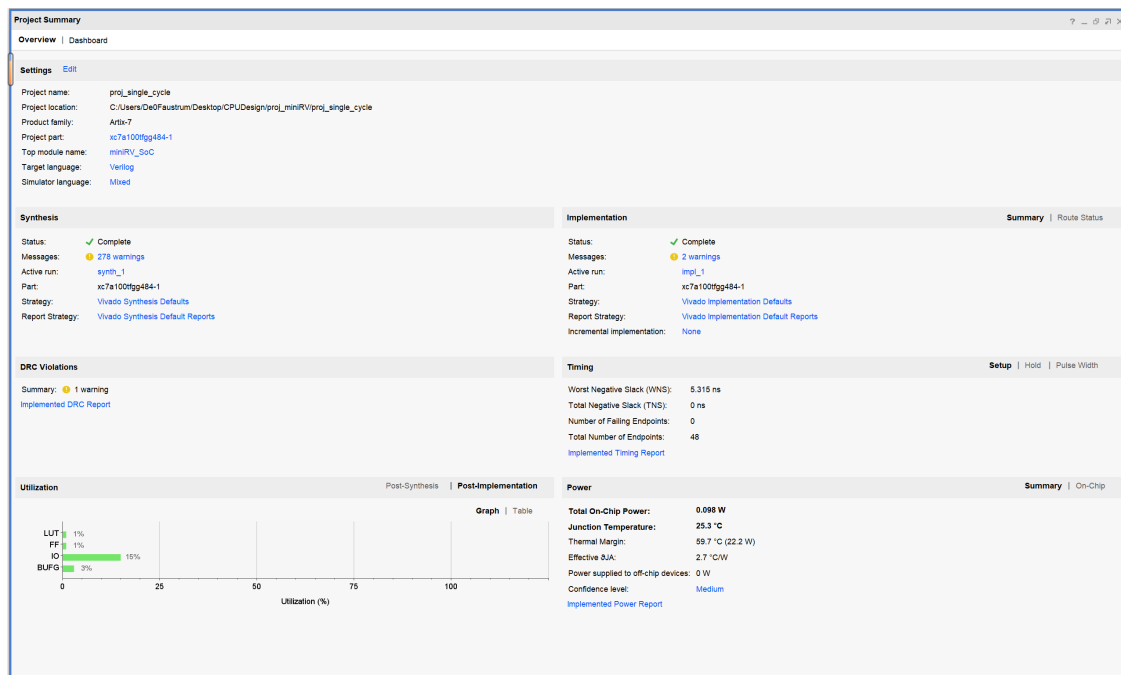 Project Summary
? _ ×
Overview | Dashboard
Settings Edit
Project name: proj_single_cycle
Project location: C:/Users/De0Faustrum/Desktop/CPUDesign/proj_miniRV/proj_single_cycle
Product family: Artix-7
Project part: xc7a100tfgg484-1
Top module name: miniRV_SoC
Target language: Verilog
Simulator language: Mixed
Synthesis
Status: Complete
Messages: 278 warnings
Active run: synth_1
Part: xc7a100tfgg484-1
Strategy: Vivado Synthesis Defaults
Report Strategy: Vivado Synthesis Default Reports
Implementation Summary | Route Status
Status: Complete
Messages: 2 warnings
Active run: impl_1
Part: xc7a100tfgg484-1
Strategy: Vivado Implementation Defaults
Report Strategy: Vivado Implementation Default Reports
Incremental implementation: None
DRC Violations
Summary: 1 warning
Implemented DRC Report
Timing Setup | Hold | Pulse Width
Worst Negative Slack (WNS): 5.315 ns
Total Negative Slack (TNS): 0 ns
Number of Failing Endpoints: 0
Total Number of Endpoints: 48
Implemented Timing Report
Utilization Post-Synthesis | Post-Implementation
Graph | Table
LUT 1%
FF 1%
IO 15%
BUFG 3%
0 25 50 75 100
Utilization (%)
Power Summary | On-Chip
Total On-Chip Power: 0.098 W
Junction Temperature: 25.3 °C
Thermal Margin: 59.7 °C (22.2 W)
Effective ϑJA: 2.7 °C/W
Power supplied to off-chip devices: 0 W
Confidence level: Medium
Implemented Power Report